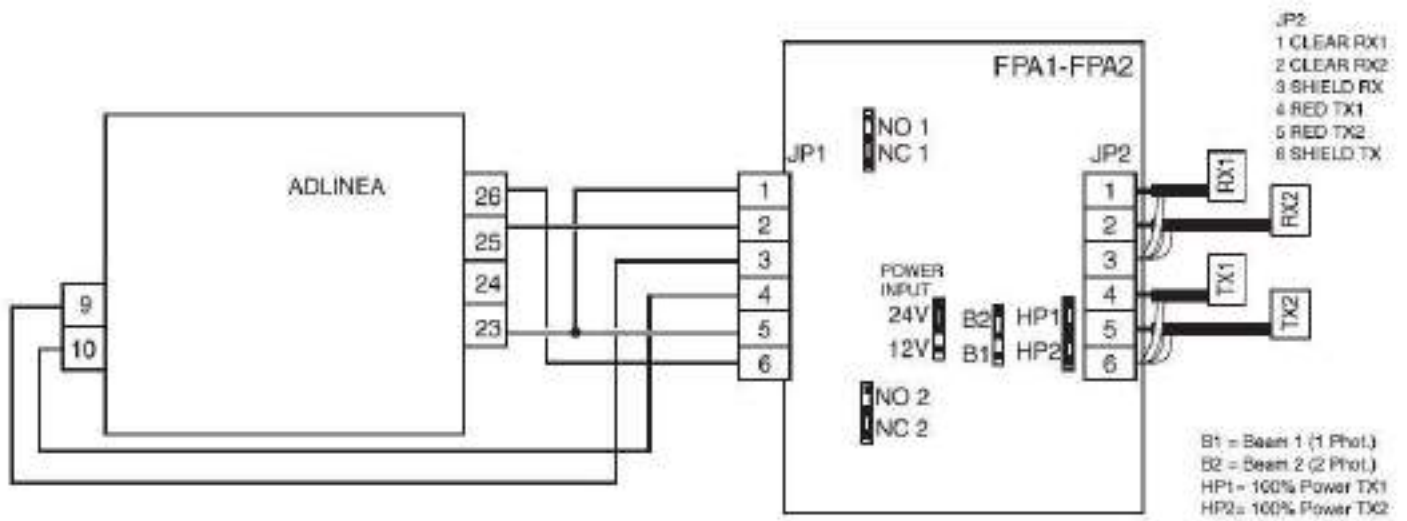 JP2
1 CLEAR RX1
2 CLEAR RX2
3 SHIELD RX
4 RED TX1
5 RED TX2
6 SHIELD TX
FPA1-FPA2
NO 1
NC 1
JP1
JP2
ADLINEA
26
25
24
23
9
10
1
2
3
4
5
6
POWER
INPUT
24V
12V
B2
B1
HP1
HP2
NO 2
NC 2
1
2
3
4
5
6
RX1
RX2
TX1
TX2
B1 = Beam 1 (1 Phot.)
B2 = Beam 2 (2 Phot.)
HP1= 100% Power TX1
HP2= 100% Power TX2